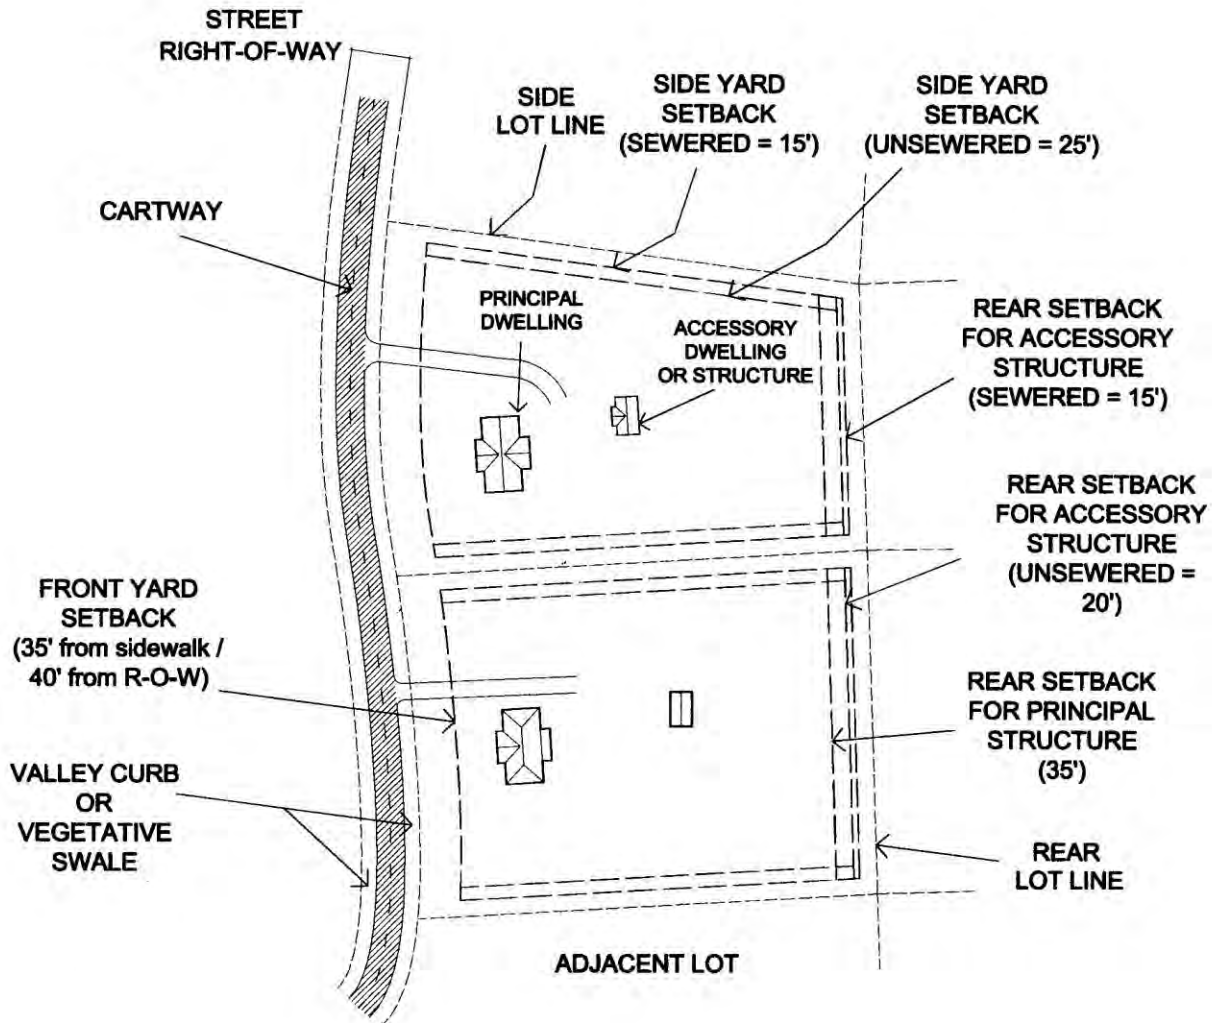 STREET
RIGHT-OF-WAY
SIDE
LOT LINE
SIDE YARD
SETBACK
(SEWERED = 15')
SIDE YARD
SETBACK
(UNSEWERED = 25')
CARTWAY
PRINCIPAL
DWELLING
ACCESSORY
DWELLING
OR STRUCTURE
REAR SETBACK
FOR ACCESSORY
STRUCTURE
(SEWERED = 15')
REAR SETBACK
FOR ACCESSORY
STRUCTURE
(UNSEWERED =
20')
FRONT YARD
SETBACK
(35' from sidewalk /
40' from R-O-W)
REAR SETBACK
FOR PRINCIPAL
STRUCTURE
(35')
VALLEY CURB
OR
VEGETATIVE
SWALE
REAR
LOT LINE
ADJACENT LOT